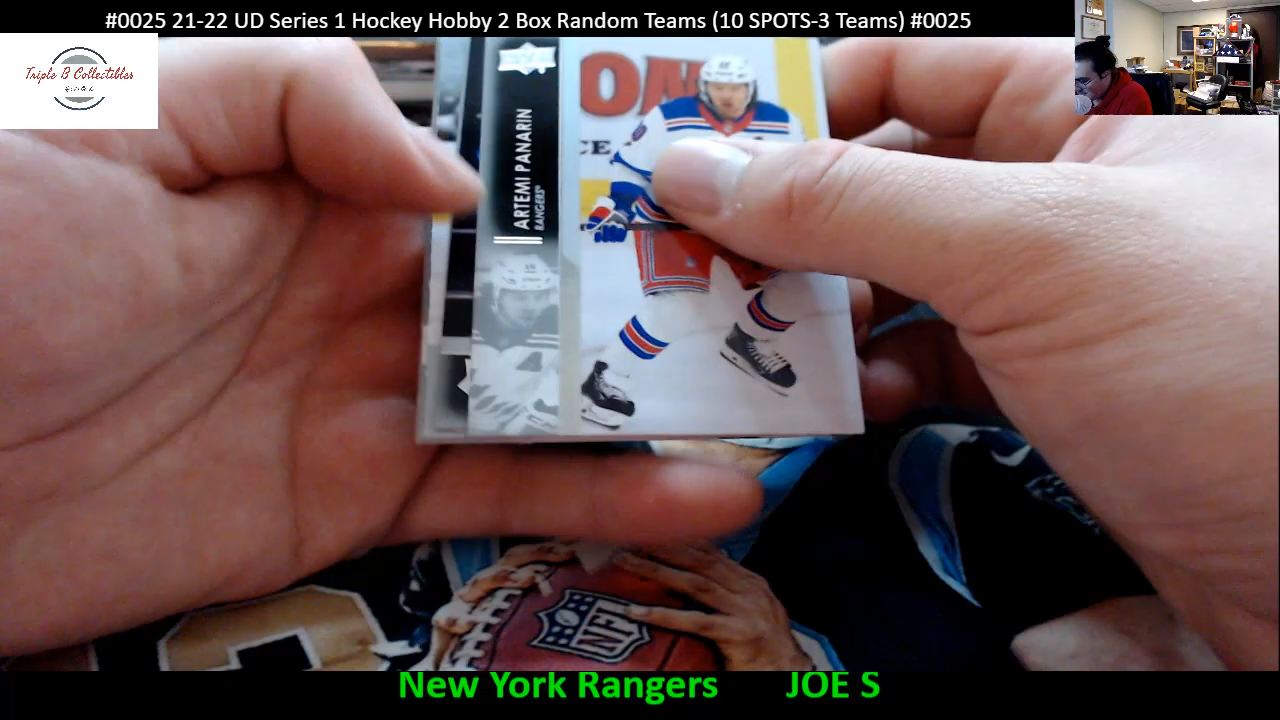 #0025 21-22 UD Series 1 Hockey Hobby 2 Box Random Teams (10 SPOTS-3 Teams) #0025
Triple B Collectibles
ARTEMI PANARIN
RANGERS
NFL
New York Rangers JOE S